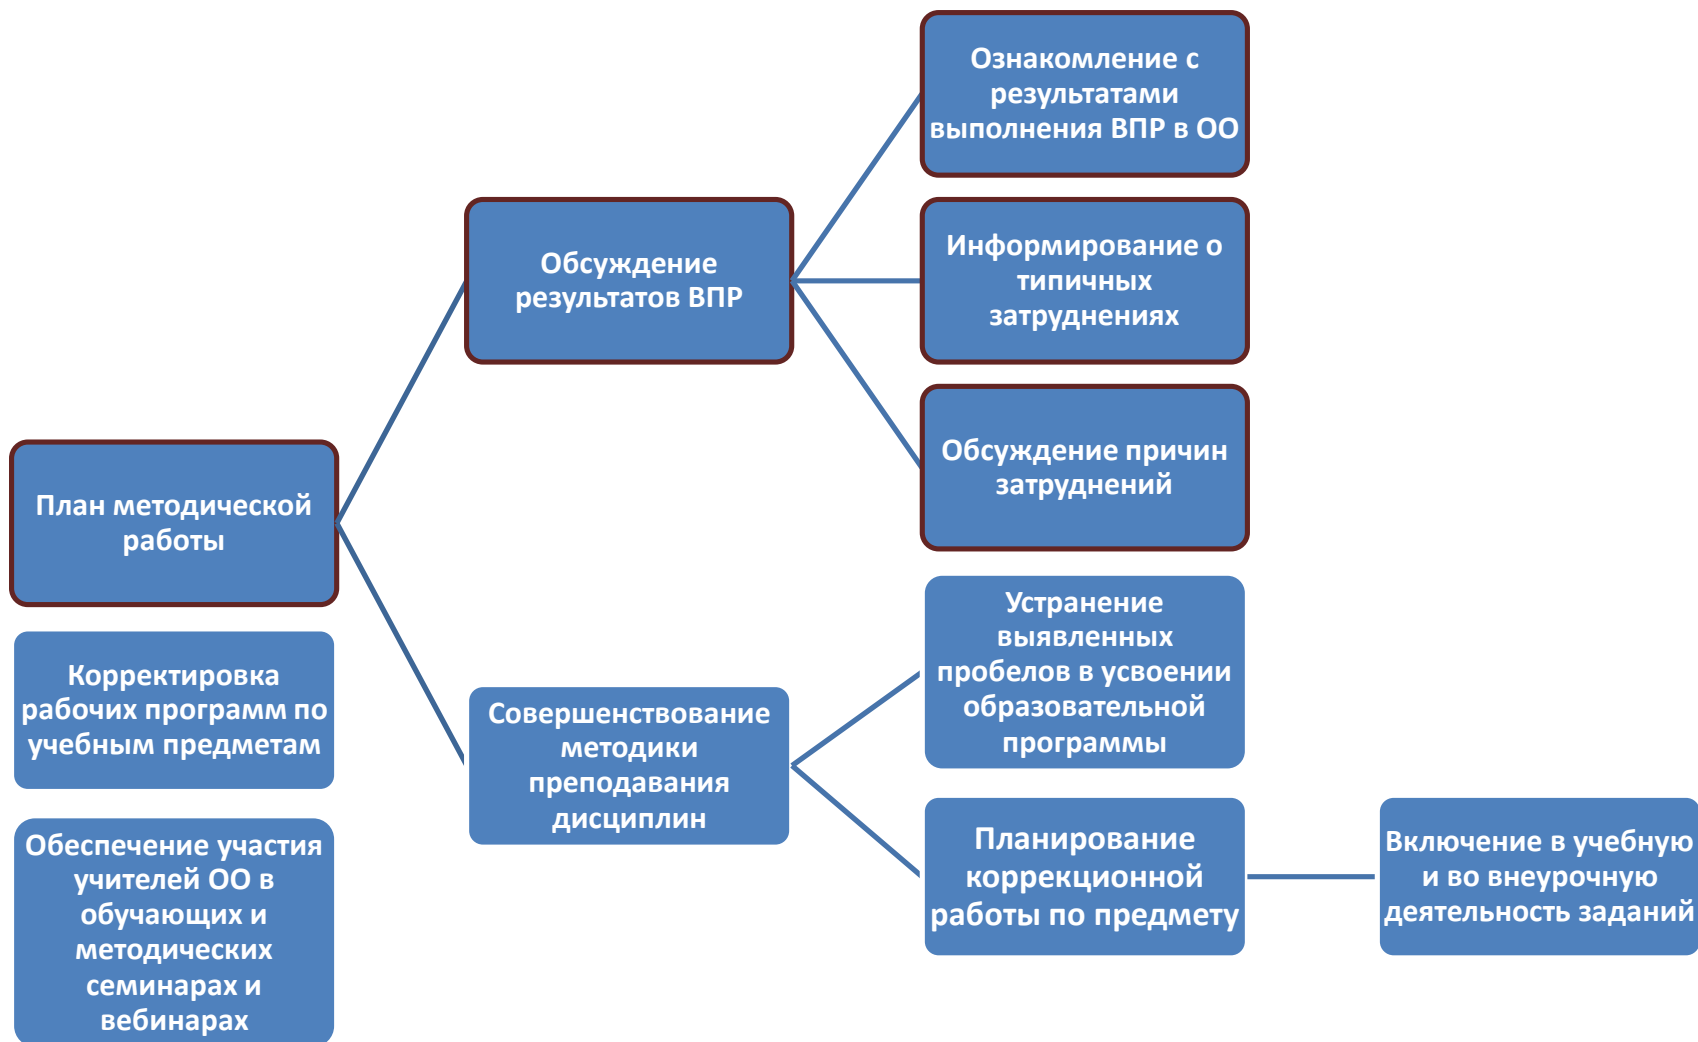 План методической
работы
Корректировка
рабочих программ по
учебным предметам
Обеспечение участия
учителей ОО в
обучающих и
методических
семинарах и
вебинарах
Обсуждение
результатов ВПР
Совершенствование
методики
преподавания
дисциплин
Ознакомление с
результатами
выполнения ВПР в ОО
Информирование о
типичных
затруднениях
Обсуждение причин
затруднений
Устранение
выявленных
пробелов в усвоении
образовательной
программы
Планирование
коррекционной
работы по предмету
Включение в учебную
и во внеурочную
деятельность заданий